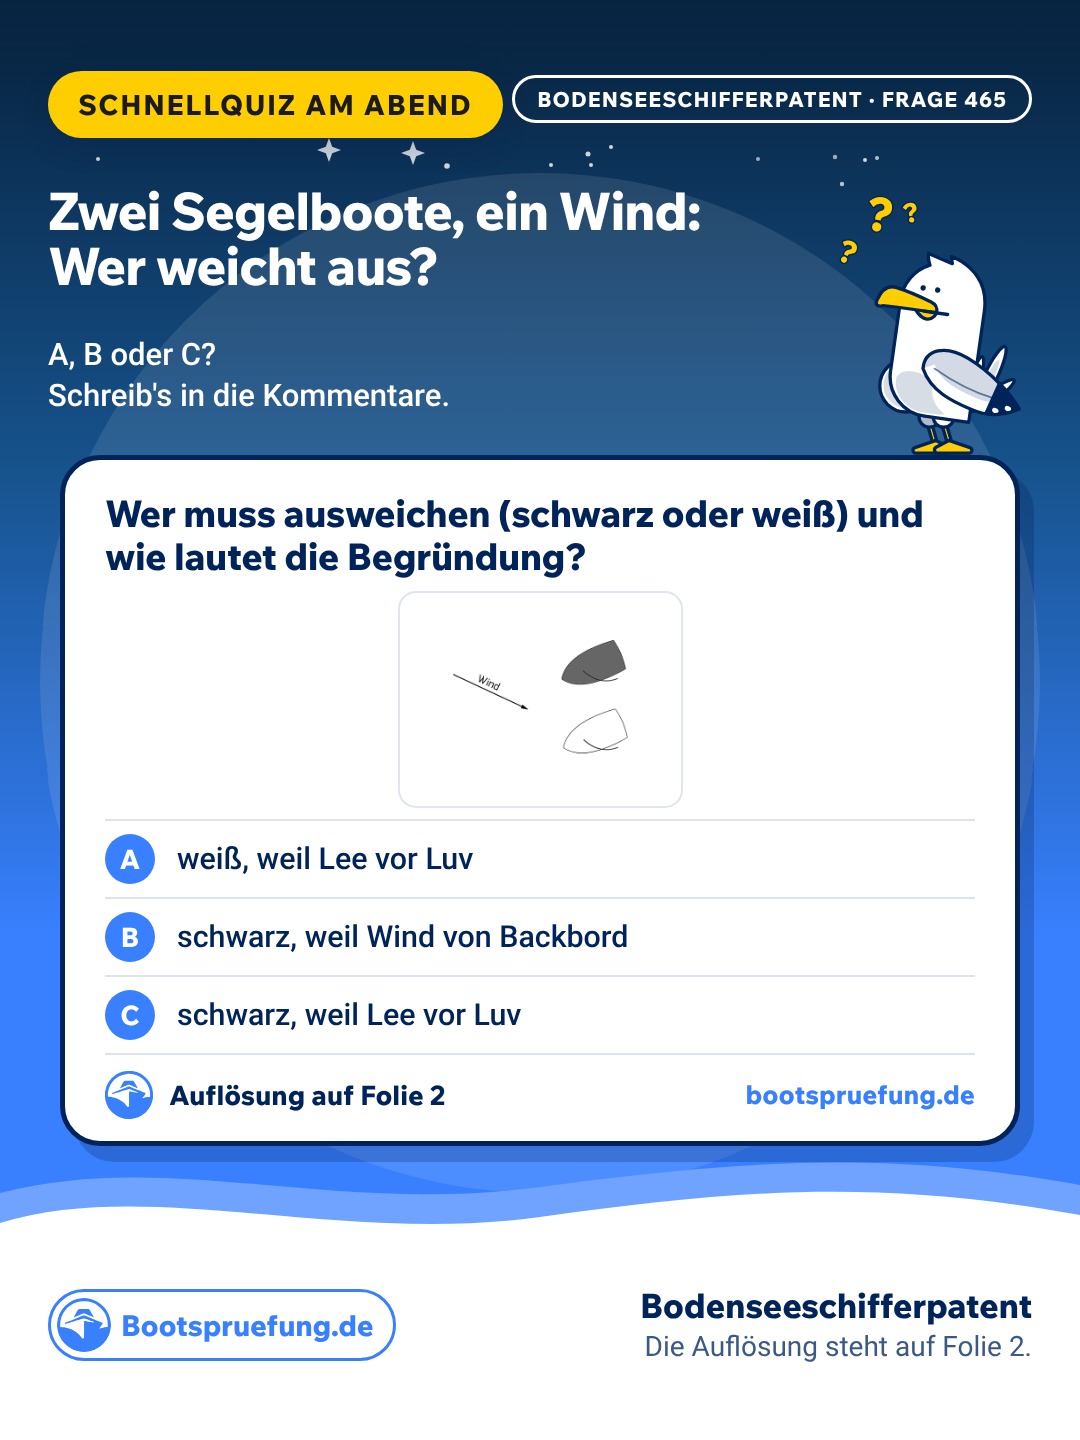 SCHNELLQUIZ AM ABEND
BODENSEESCHIFFERPATENT · FRAGE 465
Zwei Segelboote, ein Wind:
Wer weicht aus?
? ? ?
A, B oder C?
Schreib's in die Kommentare.
Wer muss ausweichen (schwarz oder weiß) und
wie lautet die Begründung?
Wind
A weiß, weil Lee vor Luv
B schwarz, weil Wind von Backbord
C schwarz, weil Lee vor Luv
Auflösung auf Folie 2
bootspruefung.de
Bootspruefung.de
Bodenseeschifferpatent
Die Auflösung steht auf Folie 2.